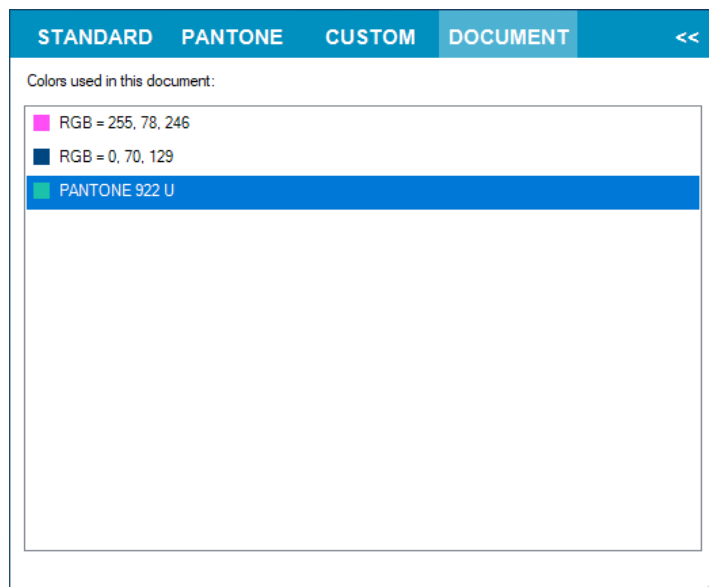 STANDARD PANTONE CUSTOM DOCUMENT <<
Colors used in this document:
RGB = 255, 78, 246
RGB = 0, 70, 129
PANTONE 922 U